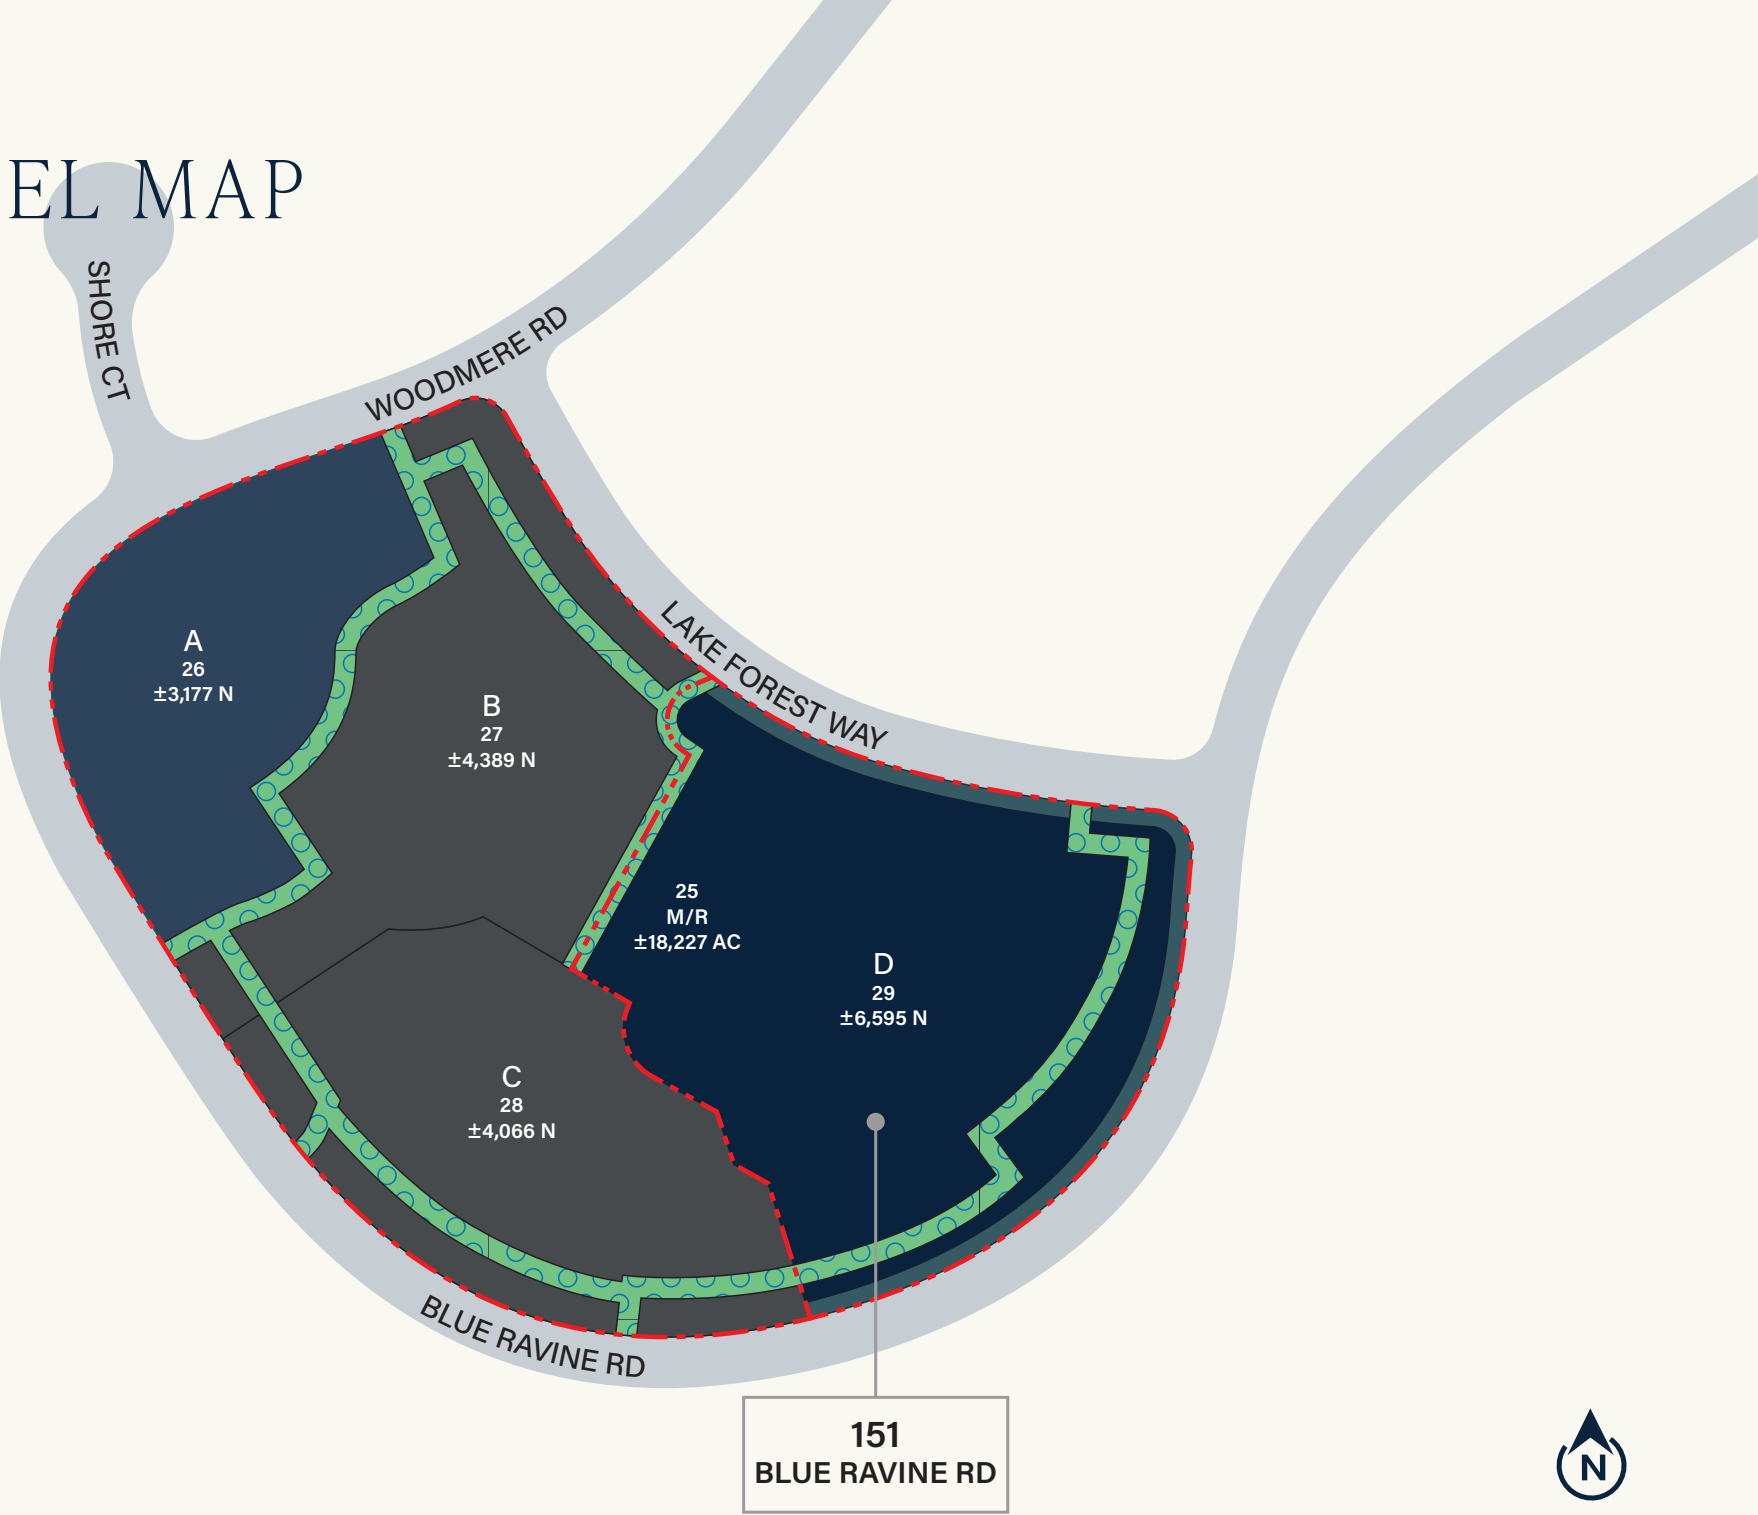 EL MAP
SHORE CT
WOODMERE RD
LAKE FOREST WAY
A
26
±3,177 N
B
27
±4,389 N
25
M/R
±18,227 AC
D
29
±6,595 N
C
28
±4,066 N
BLUE RAVINE RD
151
BLUE RAVINE RD
N